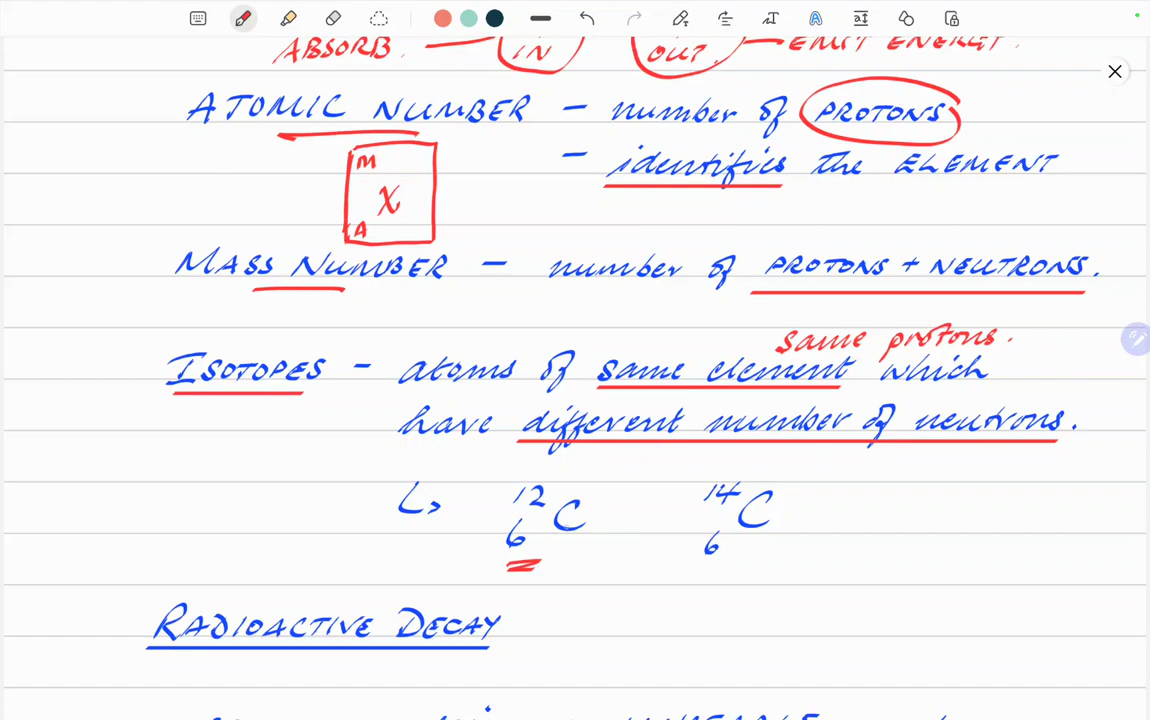 ABSORB. — IN OUT — EMIT ENERGY.
ATOMIC NUMBER – number of PROTONS
– identifies the ELEMENT
M
X
A
MASS NUMBER – number of PROTONS + NEUTRONS.
same protons.
ISOTOPES – atoms of same element which
have different number of neutrons.
↳ 12 6 C 14 6 C
RADIOACTIVE DECAY